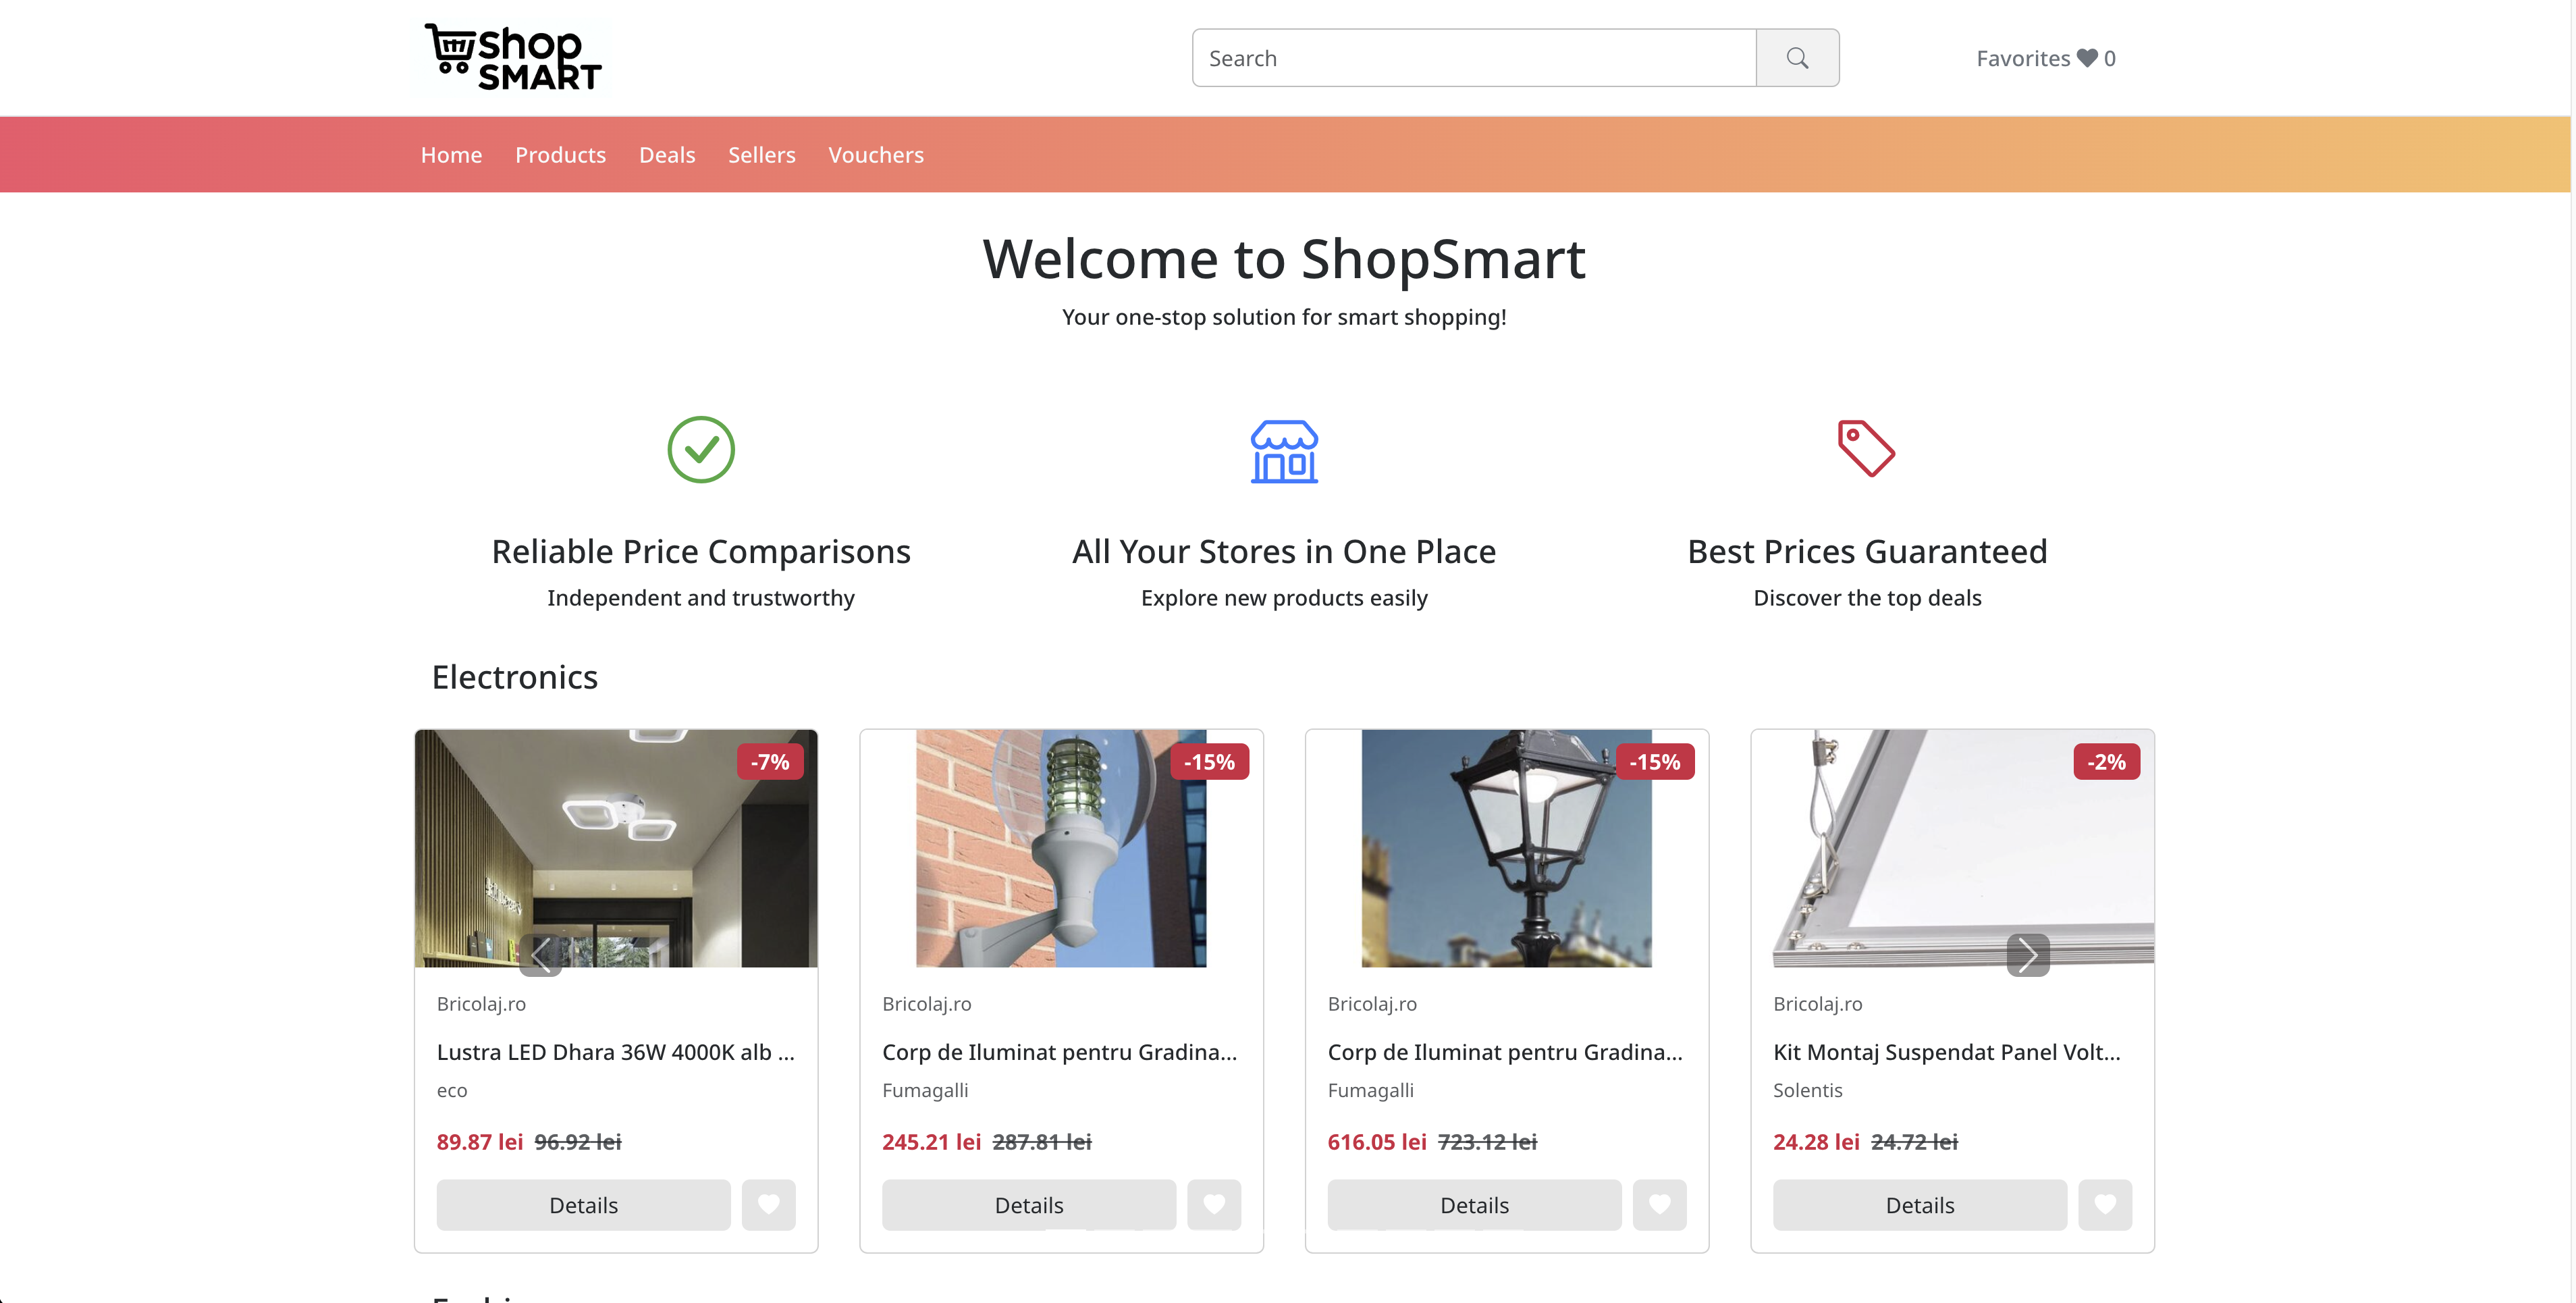 shop
SMART
Search
Favorites 0
Home Products Deals Sellers Vouchers
Welcome to ShopSmart
Your one-stop solution for smart shopping!
Reliable Price Comparisons
Independent and trustworthy
All Your Stores in One Place
Explore new products easily
Best Prices Guaranteed
Discover the top deals
Electronics
-7%
Bricolaj.ro
Lustra LED Dhara 36W 4000K alb ...
eco
89.87 lei 96.92 lei
Details
-15%
Bricolaj.ro
Corp de Iluminat pentru Gradina...
Fumagalli
245.21 lei 287.81 lei
Details
-15%
Bricolaj.ro
Corp de Iluminat pentru Gradina...
Fumagalli
616.05 lei 723.12 lei
Details
-2%
Bricolaj.ro
Kit Montaj Suspendat Panel Volt...
Solentis
24.28 lei 24.72 lei
Details